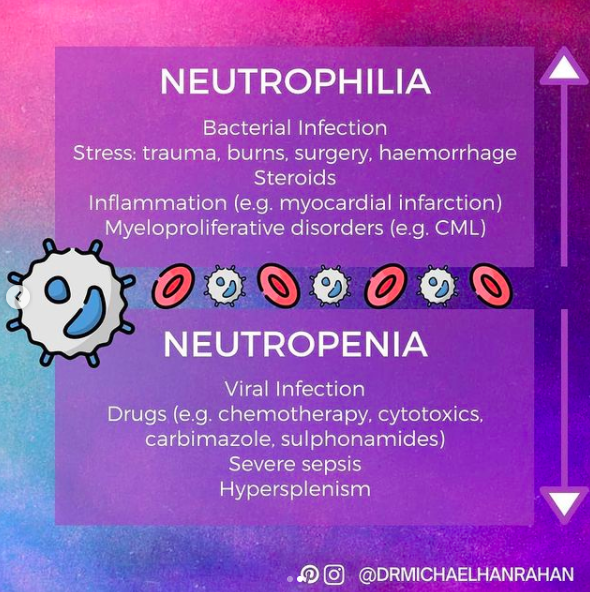 NEUTROPHILIA
Bacterial Infection
Stress: trauma, burns, surgery, haemorrhage
Steroids
Inflammation (e.g. myocardial infarction)
Myeloproliferative disorders (e.g. CML)
NEUTROPENIA
Viral Infection
Drugs (e.g. chemotherapy, cytotoxics,
carbimazole, sulphonamides)
Severe sepsis
Hypersplenism
@DRMICHAELHANRAHAN